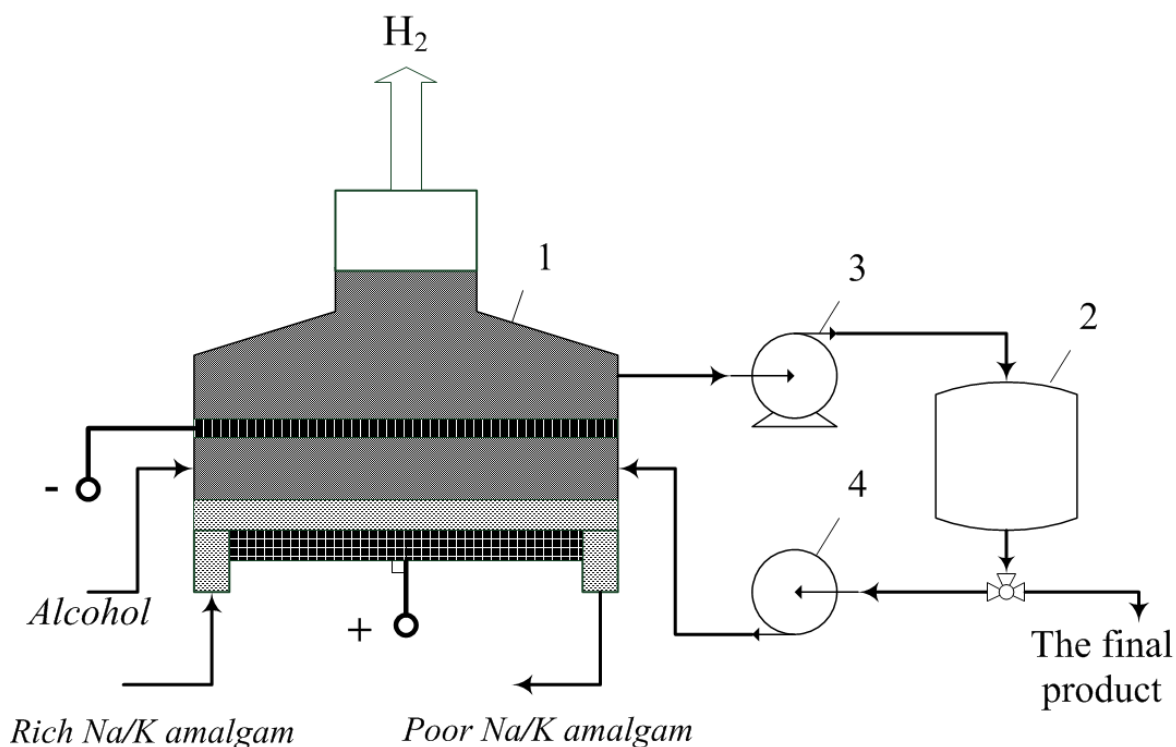 H₂
1
3
2
-
4
Alcohol
+
The final
product
Rich Na/K amalgam
Poor Na/K amalgam